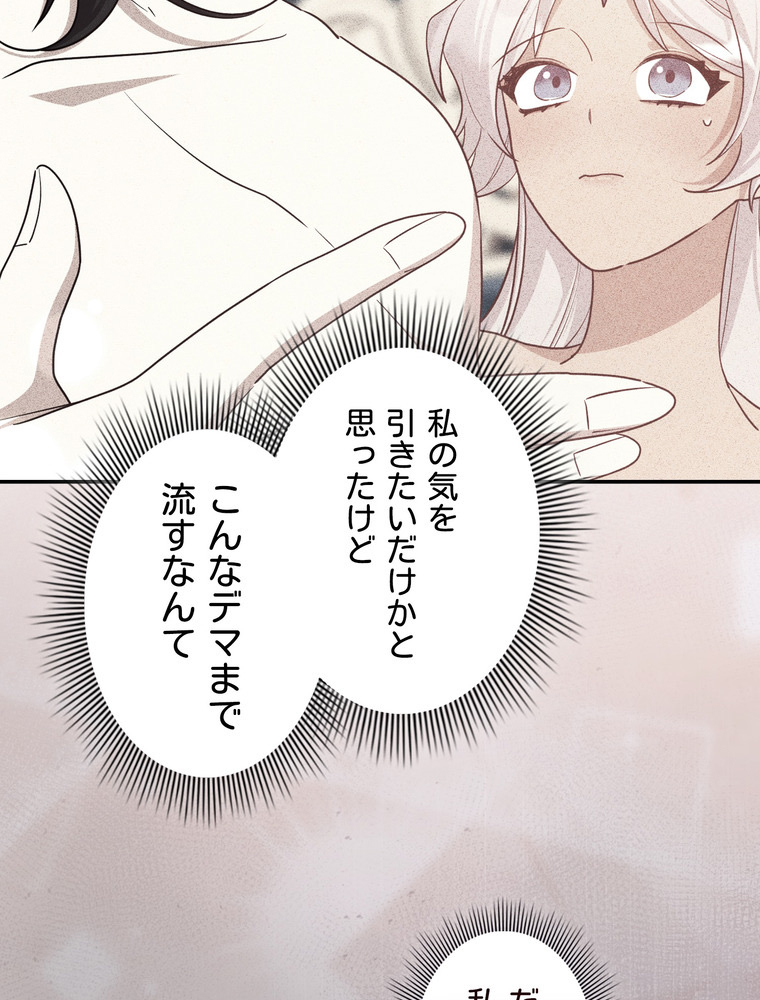 私の気を
引きたいだけかと
思ったけど
こんなデマまで
流すなんて